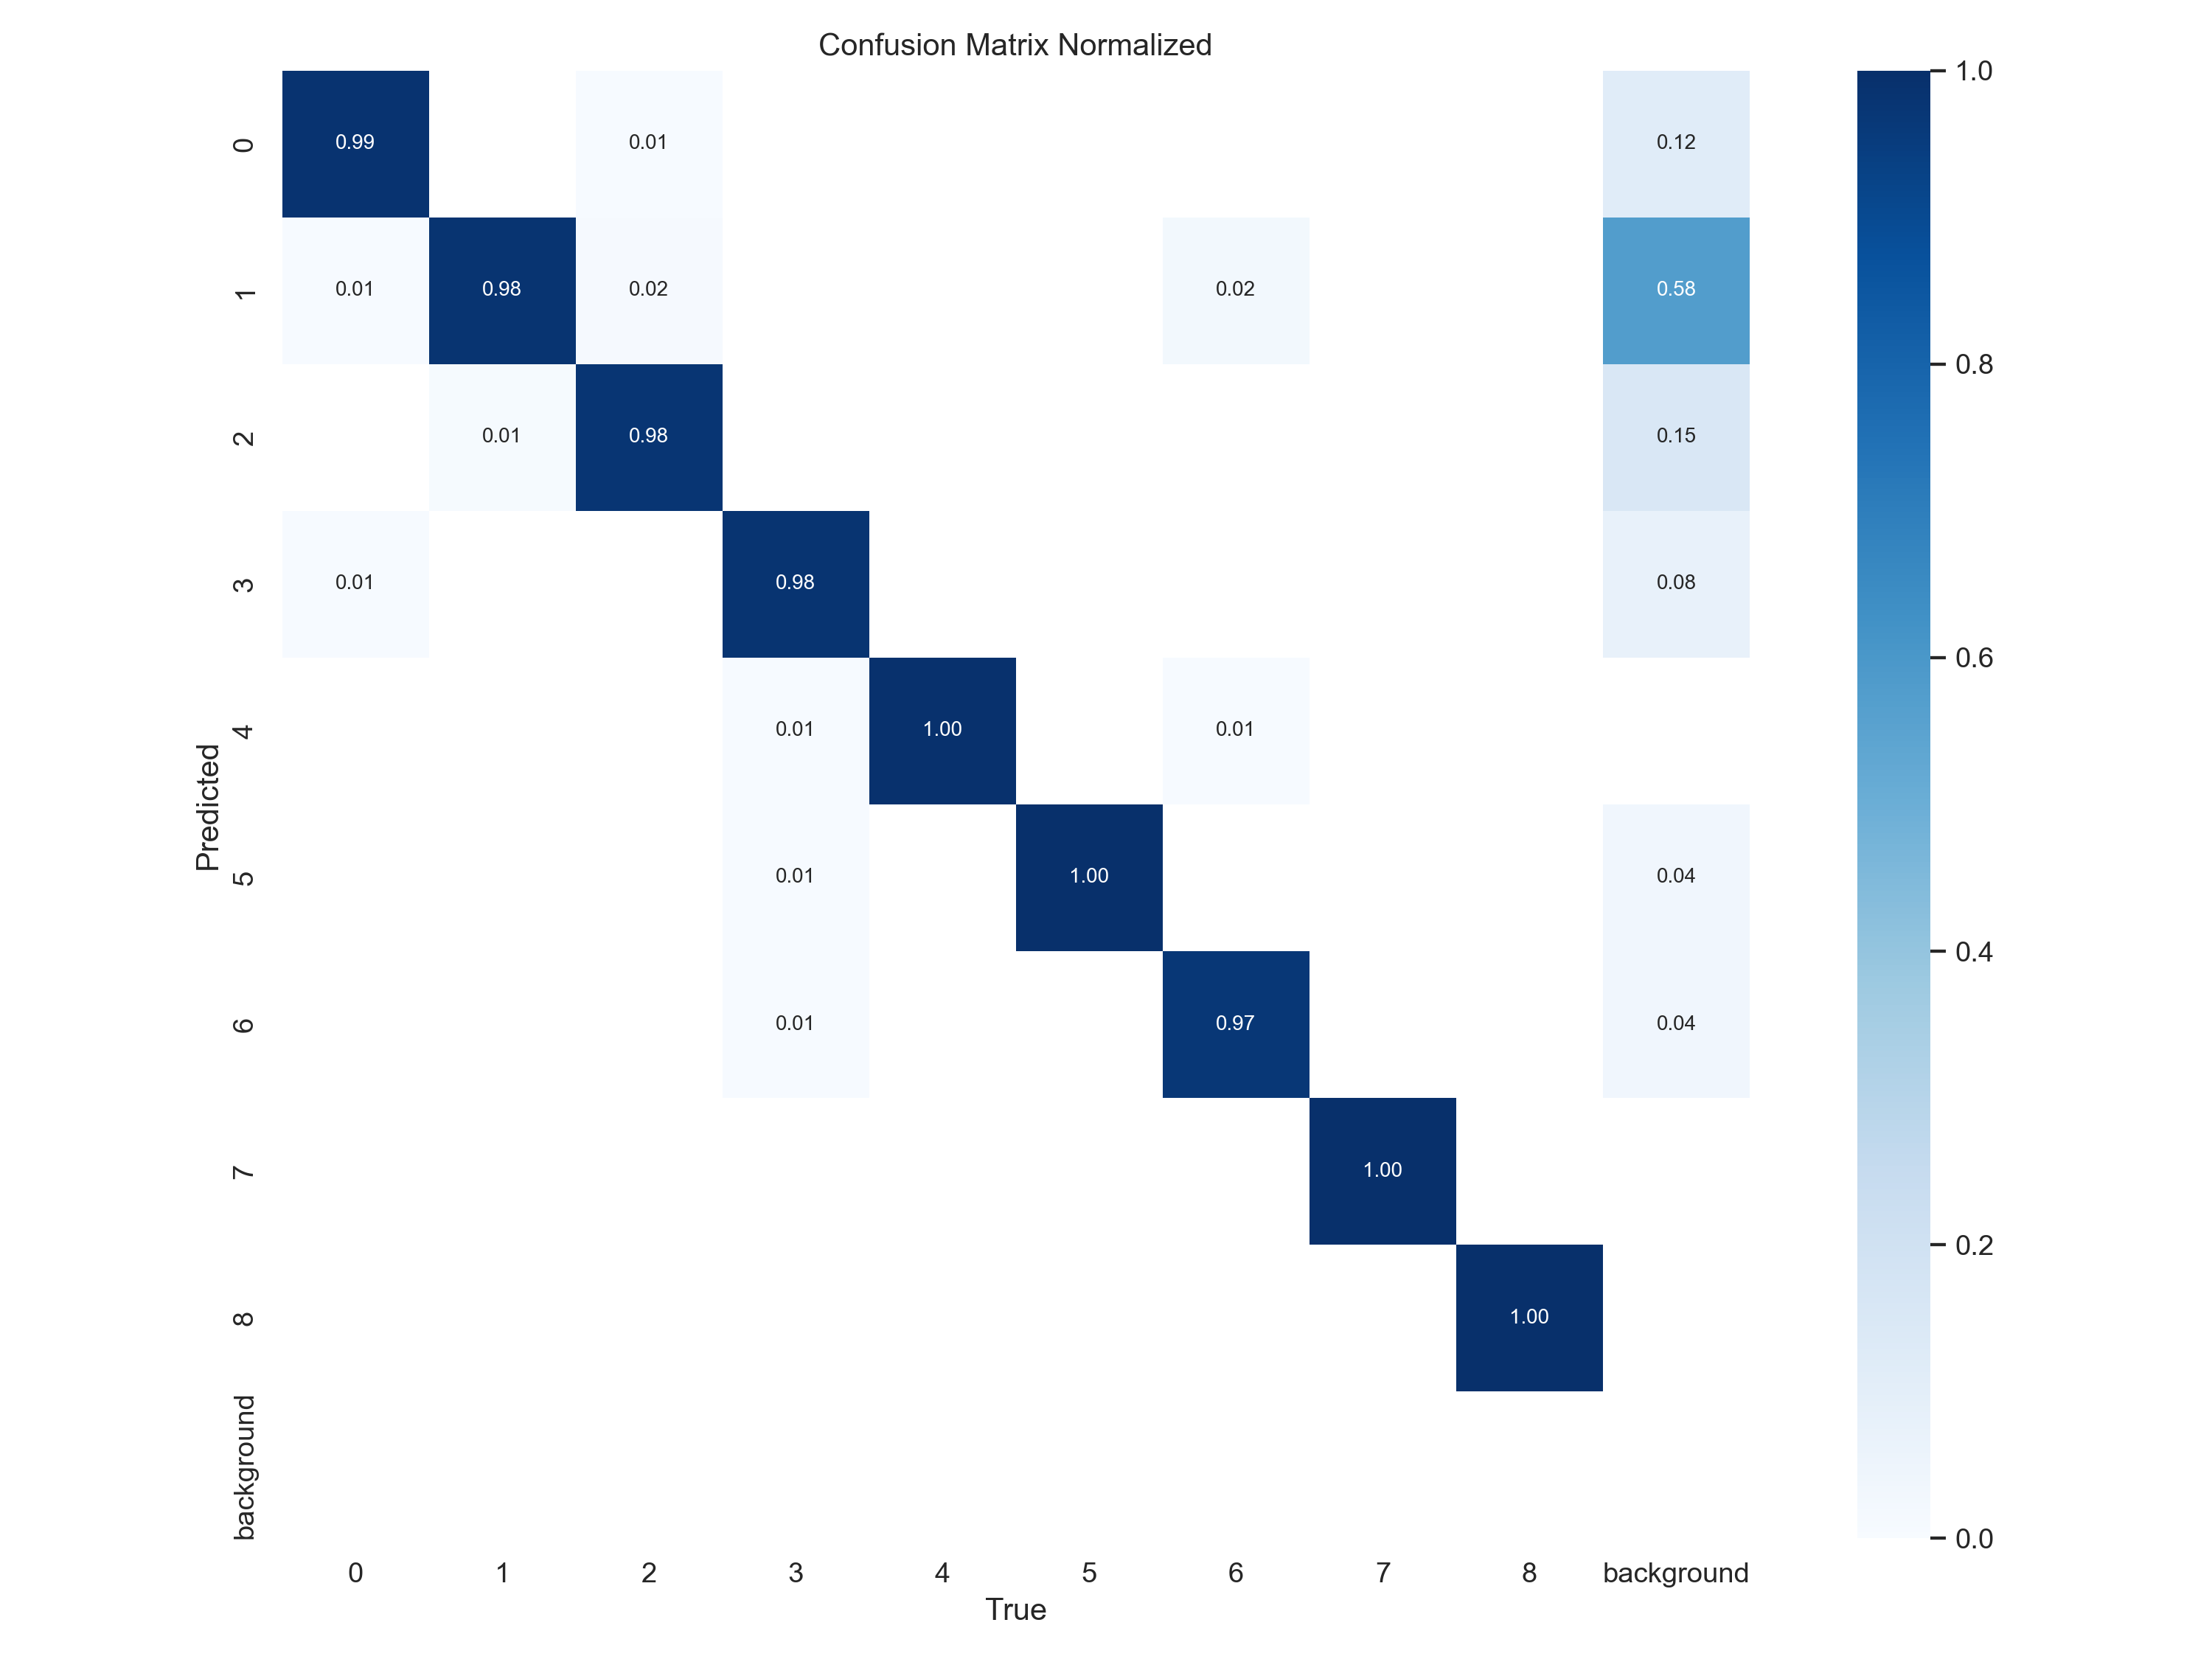 Confusion Matrix Normalized
0 0.99 0.01 0.12
1 0.01 0.98 0.02 0.02 0.58
2 0.01 0.98 0.15
3 0.01 0.98 0.08
4 0.01 1.00 0.01
5 0.01 1.00 0.04
6 0.01 0.97 0.04
7 1.00
8 1.00
background
Predicted
0 1 2 3 4 5 6 7 8 background
True
1.0
0.8
0.6
0.4
0.2
0.0